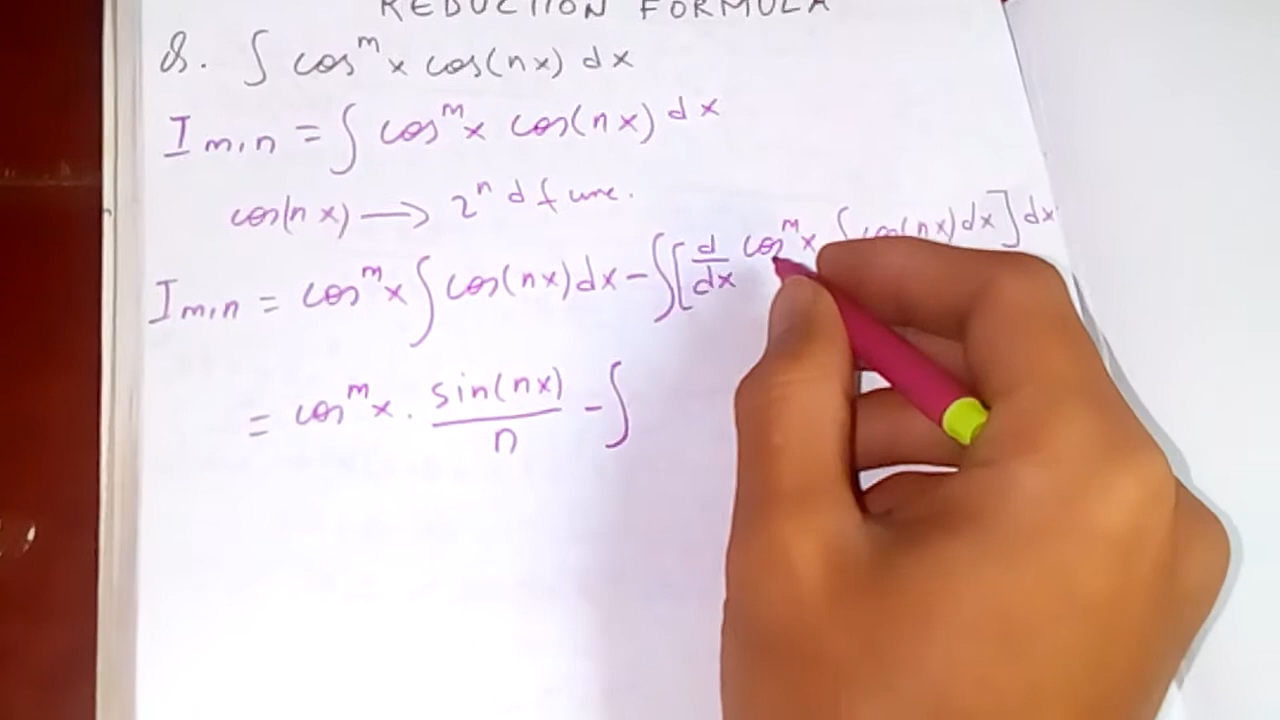 REDUCTION FORMULA
Q. ∫ cos^m x cos(nx) dx
I m,n = ∫ cos^m x cos(nx) dx
cos(nx) → 2^n d func.
I m,n = cos^m x ∫ cos(nx) dx - ∫ [ d/dx cos^m x ∫ cos(nx) dx ] dx
= cos^m x . sin(nx)/n - ∫